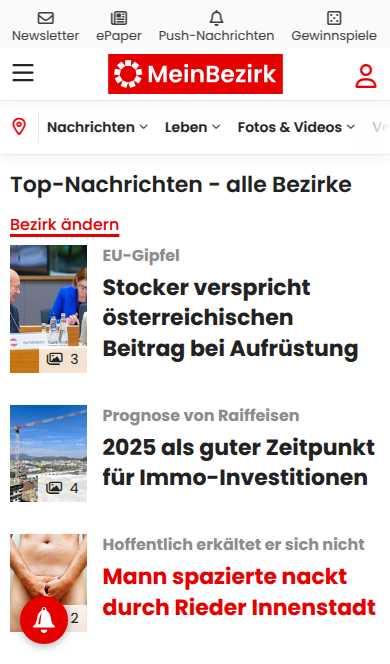 Newsletter
ePaper
Push-Nachrichten
Gewinnspiele
MeinBezirk
Nachrichten
Leben
Fotos & Videos
Top-Nachrichten - alle Bezirke
Bezirk ändern
EU-Gipfel
Stocker verspricht
österreichischen
Beitrag bei Aufrüstung
3
Prognose von Raiffeisen
2025 als guter Zeitpunkt
für Immo-Investitionen
4
Hoffentlich erkältet er sich nicht
Mann spazierte nackt
durch Rieder Innenstadt
2